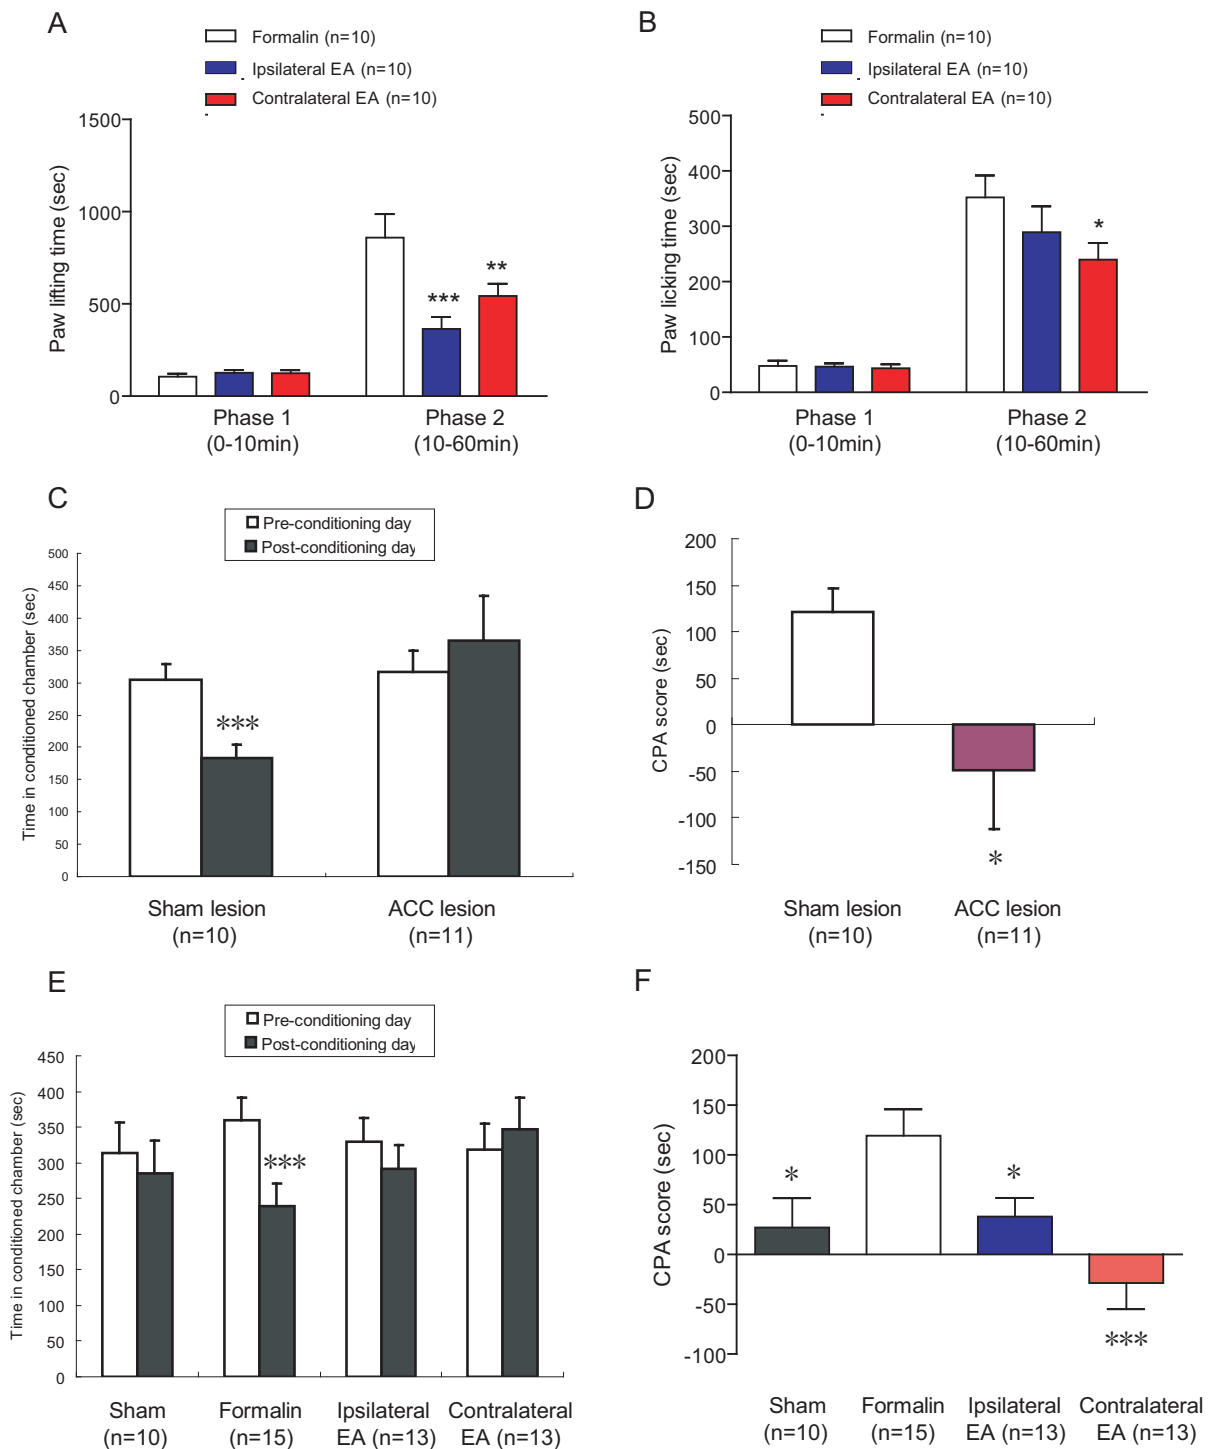 A
Formalin (n=10)
Ipsilateral EA (n=10)
Contralateral EA (n=10)
1500
1000
500
0
Paw lifting time (sec)
***
**
Phase 1
(0-10min)
Phase 2
(10-60min)
B
Formalin (n=10)
Ipsilateral EA (n=10)
Contralateral EA (n=10)
500
400
300
200
100
0
Paw licking time (sec)
*
Phase 1
(0-10min)
Phase 2
(10-60min)
C
Pre-conditioning day
Post-conditioning day
500
450
400
350
300
250
200
150
100
50
0
Time in conditioned chamber (sec)
***
Sham lesion
(n=10)
ACC lesion
(n=11)
D
200
150
100
50
0
-50
-100
-150
CPA score (sec)
*
Sham lesion
(n=10)
ACC lesion
(n=11)
E
Pre-conditioning day
Post-conditioning day
450
400
350
300
250
200
150
100
50
0
Time in conditioned chamber (sec)
***
Sham
(n=10)
Formalin
(n=15)
Ipsilateral
EA (n=13)
Contralateral
EA (n=13)
F
200
150
100
50
0
-50
-100
CPA score (sec)
*
*
***
Sham
(n=10)
Formalin
(n=15)
Ipsilateral
EA (n=13)
Contralateral
EA (n=13)